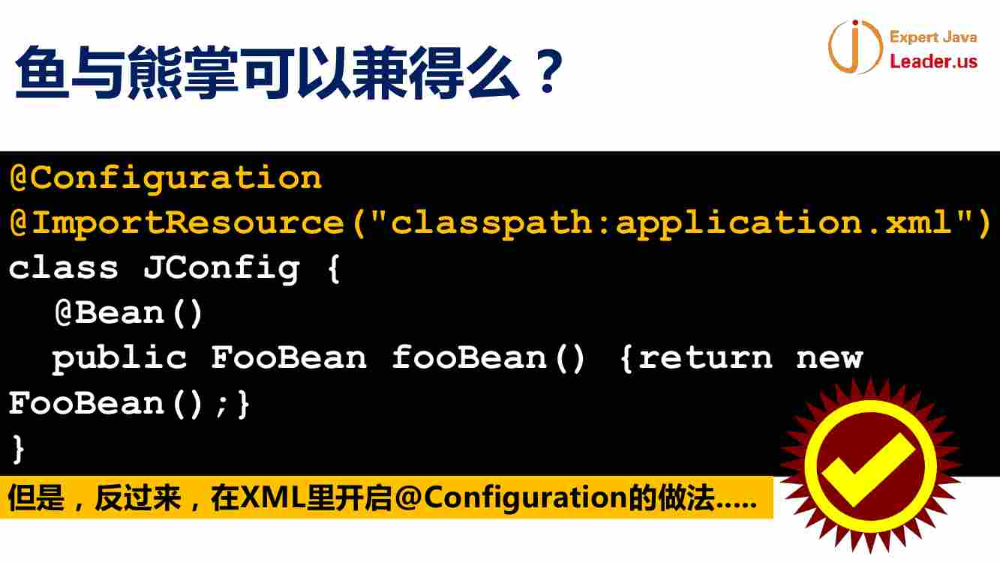 鱼与熊掌可以兼得么？
Expert Java
Leader.us
@Configuration
@ImportResource("classpath:application.xml")
class JConfig {
@Bean()
public FooBean fooBean() {return new
FooBean();}
}
但是，反过来，在XML里开启@Configuration的做法.....